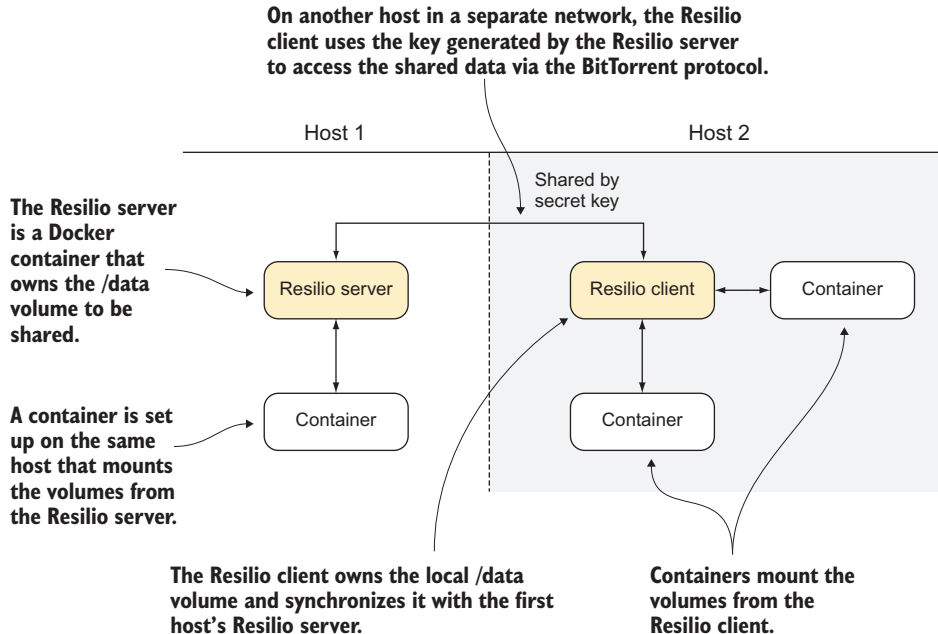 On another host in a separate network, the Resilio
client uses the key generated by the Resilio server
to access the shared data via the BitTorrent protocol.
Host 1
Host 2
Shared by
secret key
The Resilio server
is a Docker
container that
owns the /data
volume to be
shared.
Resilio server
Resilio client
Container
A container is set
up on the same
host that mounts
the volumes from
the Resilio server.
Container
Container
The Resilio client owns the local /data
volume and synchronizes it with the first
host's Resilio server.
Containers mount the
volumes from the
Resilio client.